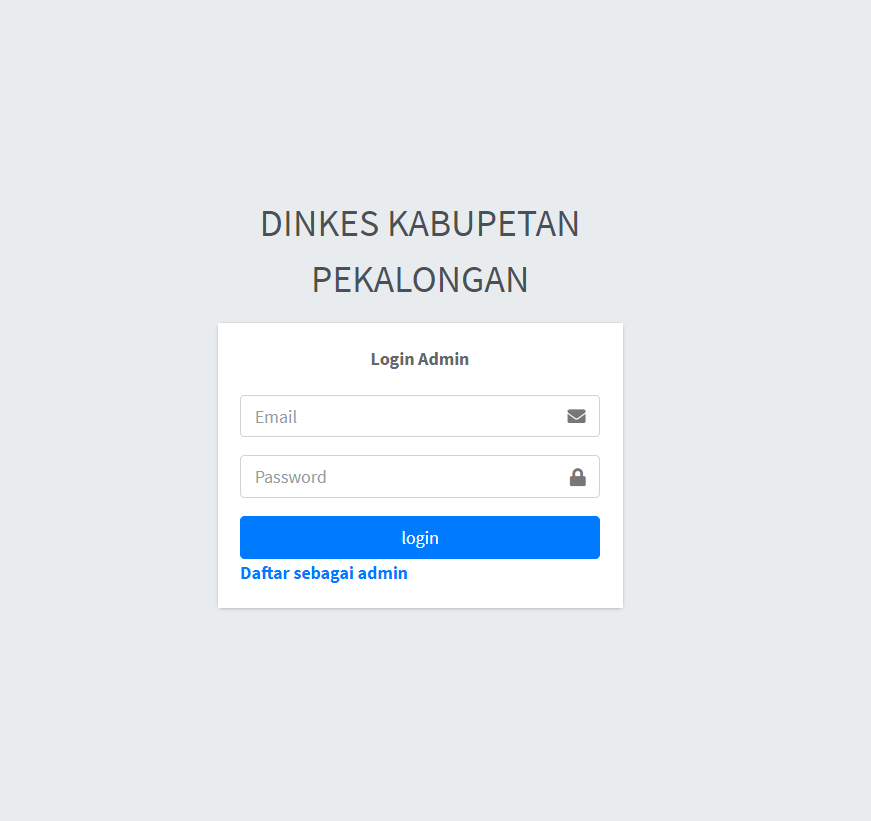 DINKES KABUPETAN
PEKALONGAN
Login Admin
Email
Password
login
Daftar sebagai admin